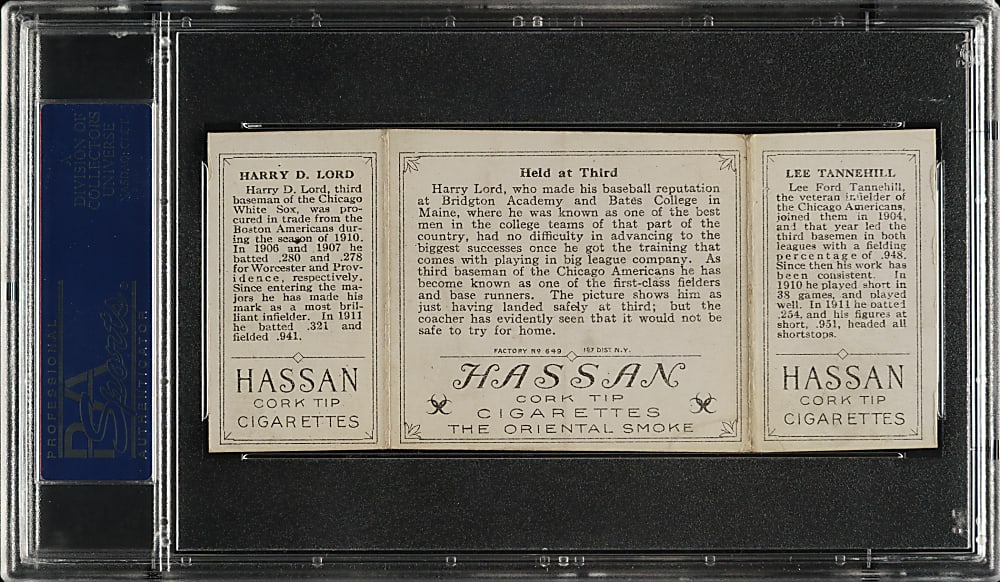 A
DIVISION OF
COLLECTORS
UNIVERSE
PROFESSIONAL
PSA
Sports
AUTHENTICATOR
HARRY D. LORD
Harry D. Lord, third
baseman of the Chicago
White Sox, was pro-
cured in trade from the
Boston Americans dur-
ing the season of 1910.
In 1906 and 1907 he
batted .280 and .278
for Worcester and Prov-
idence, respectively.
Since entering the ma-
jors he has made his
mark as a most bril-
liant infielder. In 1911
he batted .321 and
fielded .941.
HASSAN
CORK TIP
CIGARETTES
Held at Third
Harry Lord, who made his baseball reputation
at Bridgton Academy and Bates College in
Maine, where he was known as one of the best
men in the college teams of that part of the
country, had no difficulty in advancing to the
biggest successes once he got the training that
comes with playing in big league company. As
third baseman of the Chicago Americans he has
become known as one of the first-class fielders
and base runners. The picture shows him as
just having landed safely at third; but the
coacher has evidently seen that it would not be
safe to try for home.
FACTORY Nº 649 1ST DIST N.Y.
HASSAN
CORK TIP
CIGARETTES
THE ORIENTAL SMOKE
LEE TANNEHILL
Lee Ford Tannehill,
the veteran infielder of
the Chicago Americans,
joined them in 1904,
and that year led the
third basemen in both
leagues with a fielding
percentage of .948.
Since then his work has
been consistent. In
1910 he played short in
38 games, and played
well. In 1911 he batted
.254, and his figures at
short, .951, headed all
shortstops.
HASSAN
CORK TIP
CIGARETTES